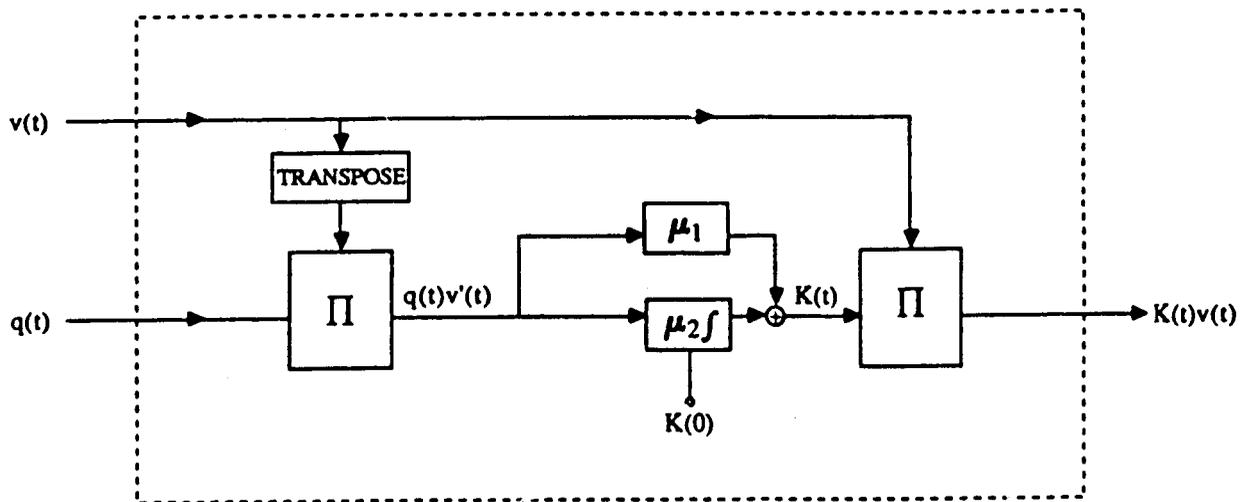 v(t)
TRANSPOSE
μ1
Π
q(t)v'(t)
K(t)
Π
q(t)
μ2∫
K(t)v(t)
K(0)